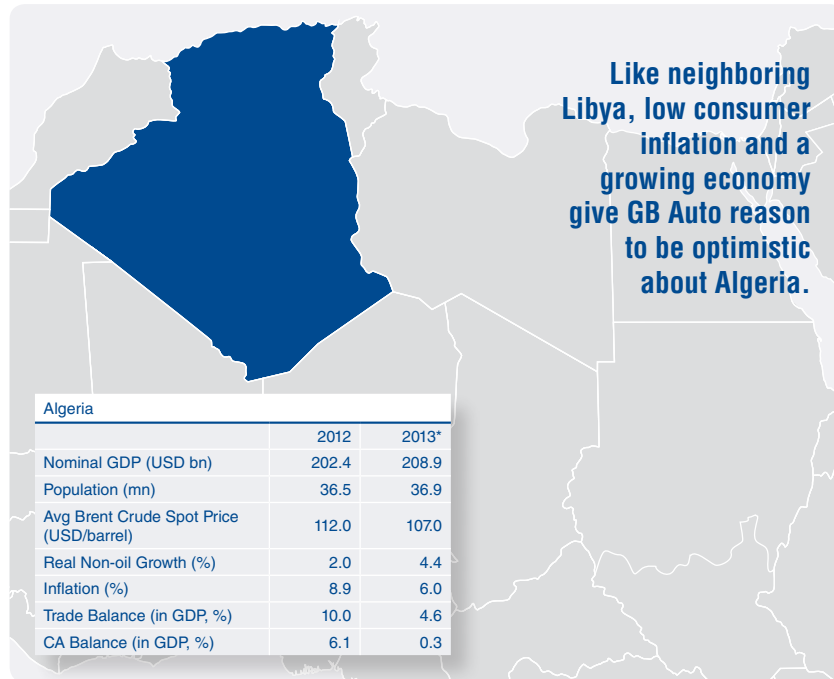 Like neighboring
Libya, low consumer
inflation and a
growing economy
give GB Auto reason
to be optimistic
about Algeria.
Algeria
2012 2013*
Nominal GDP (USD bn) 202.4 208.9
Population (mn) 36.5 36.9
Avg Brent Crude Spot Price
(USD/barrel) 112.0 107.0
Real Non-oil Growth (%) 2.0 4.4
Inflation (%) 8.9 6.0
Trade Balance (in GDP, %) 10.0 4.6
CA Balance (in GDP, %) 6.1 0.3